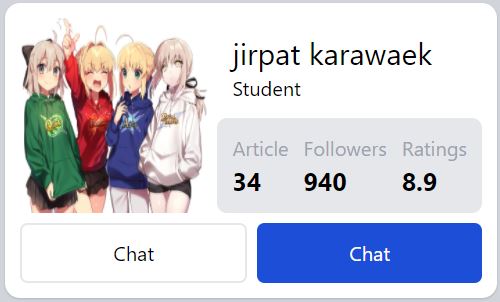 jirpat karawaek
Student
Article Followers Ratings
34 940 8.9
Chat Chat